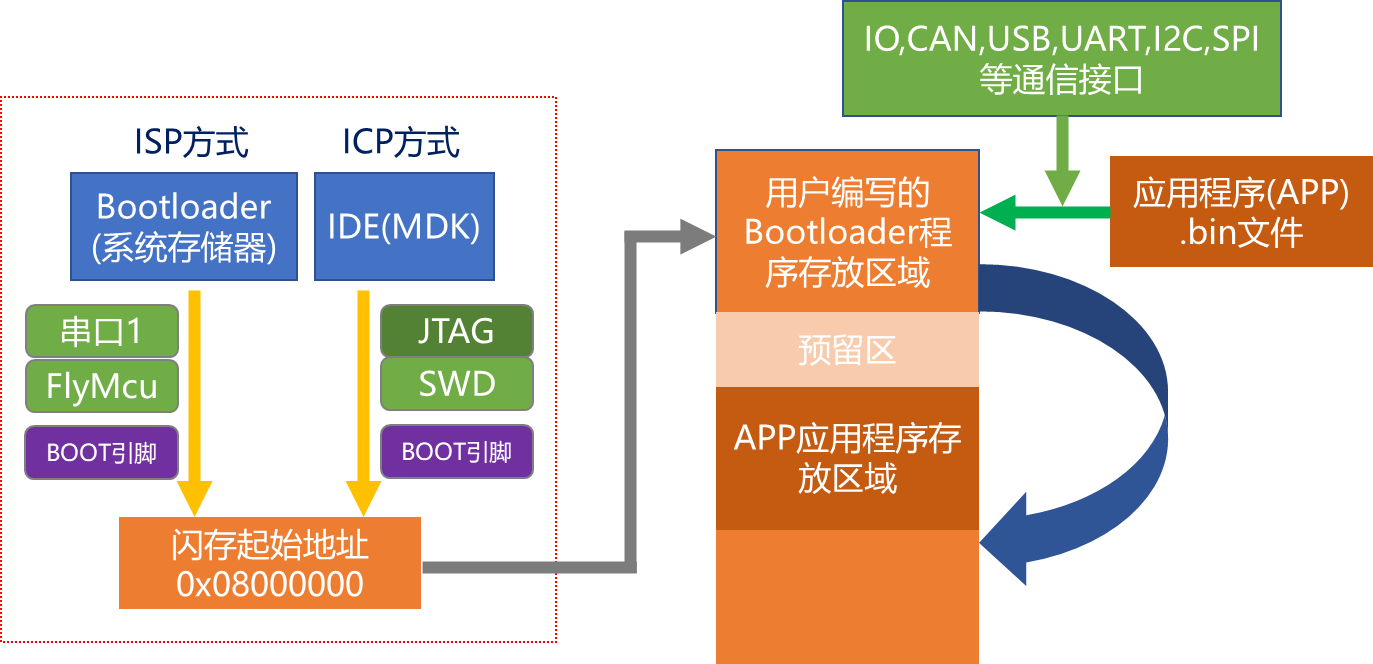 IO,CAN,USB,UART,I2C,SPI
等通信接口
ISP方式
ICP方式
Bootloader
(系统存储器)
IDE(MDK)
用户编写的
Bootloader程
序存放区域
应用程序(APP)
.bin文件
串口1
FlyMcu
BOOT引脚
JTAG
SWD
BOOT引脚
预留区
APP应用程序存
放区域
闪存起始地址
0x08000000